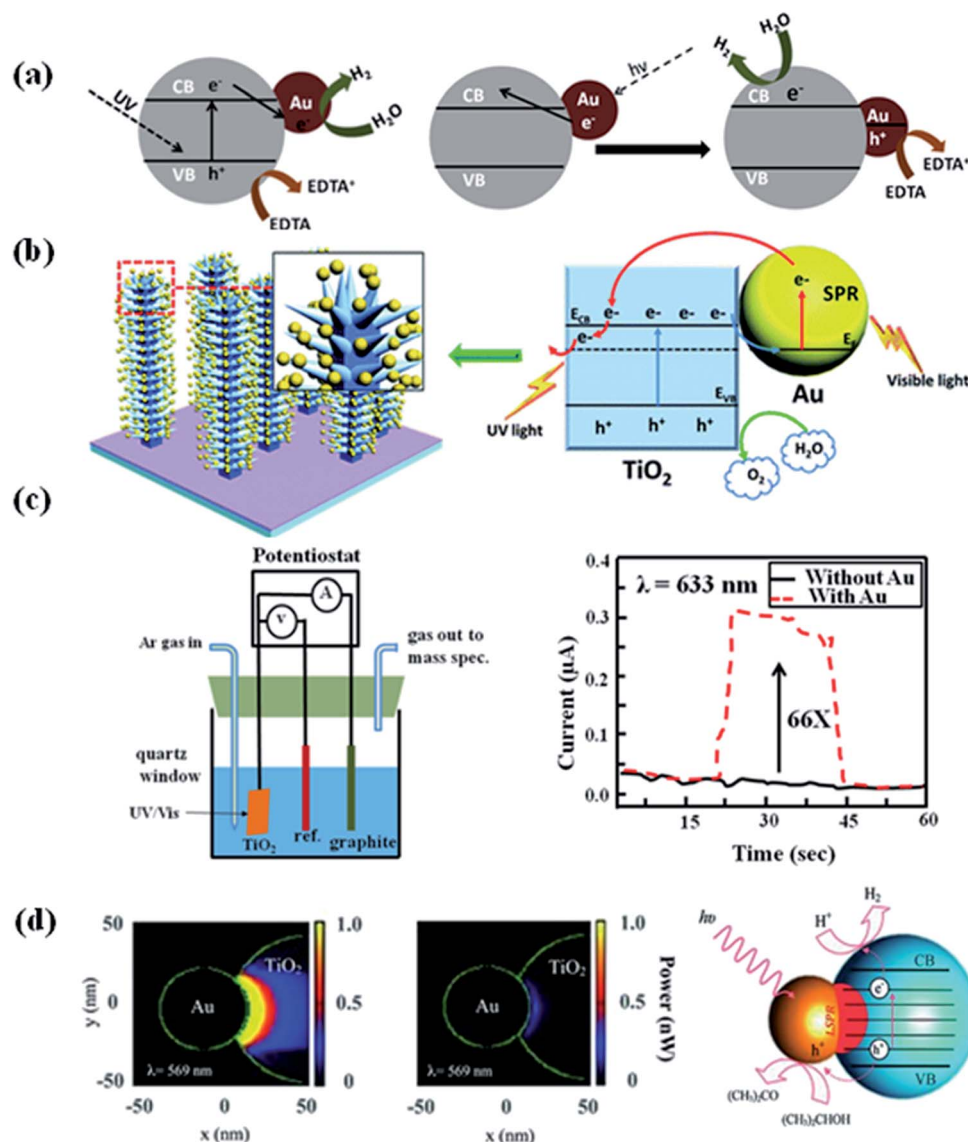 (a)
UV
CB e-
VB h+
Au
e-
H2
H2O
EDTA+
EDTA
CB
VB
Au
e-
hν
H2
H2O
CB e-
VB
Au
h+
EDTA+
EDTA
(b)
ECB
e- e- e- e-
e-
EVB
h+ h+ h+
UV light
TiO2
e- SPR
Ef
Au
Visible light
H2O
O2
(c)
Potentiostat
A
v
Ar gas in
gas out to
mass spec.
quartz
window
UV/Vis
TiO2
ref.
graphite
0.4
0.3
0.2
0.1
0.0
Current (µA)
λ = 633 nm
Without Au
With Au
66X
15 30 45 60
Time (sec)
(d)
50
0
-50
y (nm)
TiO2
Au
λ= 569 nm
-50 0 50
x (nm)
1.0
0.5
0
TiO2
Au
λ= 569 nm
-50 0 50
x (nm)
1.0
0.5
0
Power (nW)
hυ
H+
H2
CB
e-
LSPR
h+
h+
VB
(CH3)2CO
(CH3)2CHOH